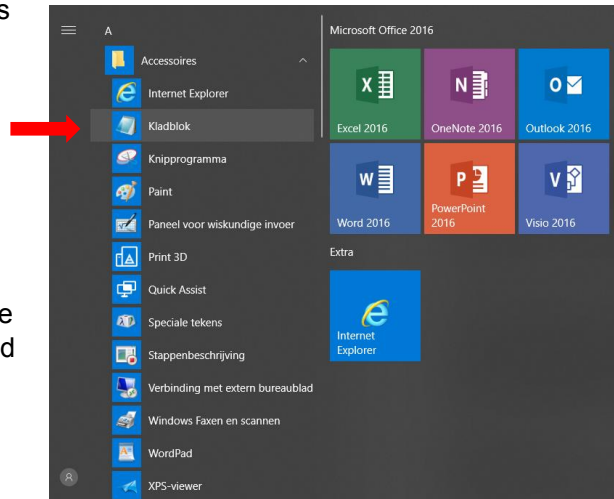 s
e
d
A
Accessoires
Internet Explorer
Kladblok
Knipprogramma
Paint
Paneel voor wiskundige invoer
Print 3D
Quick Assist
Speciale tekens
Stappenbeschrijving
Verbinding met extern bureaublad
Windows Faxen en scannen
WordPad
XPS-viewer
Microsoft Office 2016
Excel 2016
OneNote 2016
Outlook 2016
Word 2016
PowerPoint
2016
Visio 2016
Extra
Internet
Explorer